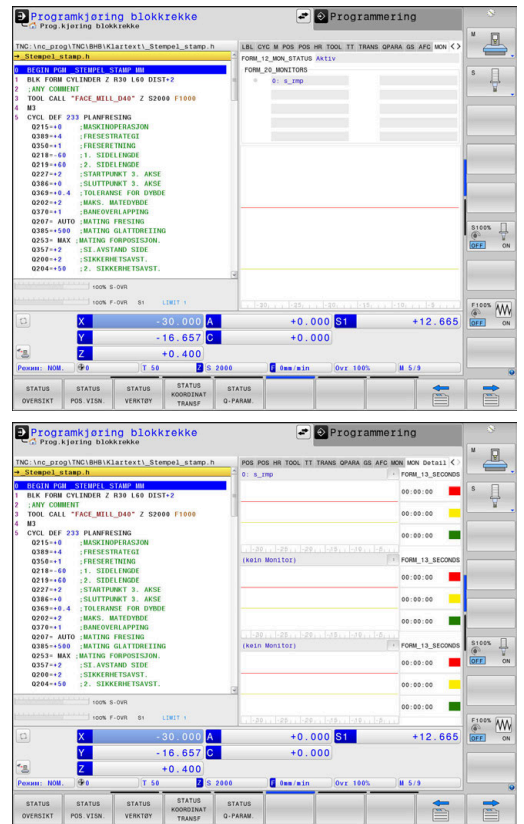 Programkjøring blokkrekke
Prog.kjøring blokkrekke
Programmering
TNC:\nc_prog\BHB\Klartext\_Stempel_stamp.h
→_Stempel_stamp.h
0 BEGIN PGM _STEMPEL_STAMP MM
1 BLK FORM CYLINDER Z R30 L60 DIST+2
2 ;ANY COMMENT
3 TOOL CALL "FACE_MILL_D40" Z S2000 F1000
4 M3
5 CYCL DEF 233 PLANFRESING
Q215=+0 ;MASKINOPERASJON
Q389=+4 ;FRESESTRATEGI
Q350=+1 ;FRESERETNING
Q218=-60 ;1. SIDELENGDE
Q219=+60 ;2. SIDELENGDE
Q227=+2 ;STARTPUNKT 3. AKSE
Q386=+0 ;SLUTTPUNKT 3. AKSE
Q369=+0.4 ;TOLERANSE FOR DYBDE
Q202=+2 ;MAKS. MATEDYBDE
Q370=+1 ;BANEOVERLAPPING
Q207= AUTO ;MATING FRESING
Q385=+500 ;MATING GLATTDREIING
Q253= MAX ;MATING FORPOSISJON.
Q357=+2 ;SI.AVSTAND SIDE
Q200=+2 ;SIKKERHETSAVST.
Q204=+50 ;2. SIKKERHETSAVST.
LBL CYC M POS POS HR TOOL TT TRANS QPARA GS AFC MON
FORM_12_MON_STATUS Aktiv
FORM_20_MONITORS
0: s_rmp
100% S-OVR
100% F-OVR S1 LIMIT 1
X -30.000 A +0.000 S1 +12.665
Y -16.657 C +0.000
Z +0.400
Режим: NOM. 0 T 50 Z S 2000 F 0mm/min Ovr 100% M 5/9
STATUS OVERSIKT
STATUS POS.VISN.
STATUS VERKTØY
STATUS KOORDINAT TRANSF
STATUS Q-PARAM.
M
S
S100%
OFF ON
F100%
OFF ON
Programkjøring blokkrekke
Prog.kjøring blokkrekke
Programmering
TNC:\nc_prog\TNC\BHB\Klartext\_Stempel_stamp.h
→_Stempel_stamp.h
0 BEGIN PGM _STEMPEL_STAMP MM
1 BLK FORM CYLINDER Z R30 L60 DIST+2
2 ;ANY COMMENT
3 TOOL CALL "FACE_MILL_D40" Z S2000 F1000
4 M3
5 CYCL DEF 233 PLANFRESING
Q215=+0 ;MASKINOPERASJON
Q389=+4 ;FRESESTRATEGI
Q350=+1 ;FRESERETNING
Q218=-60 ;1. SIDELENGDE
Q219=+60 ;2. SIDELENGDE
Q227=+2 ;STARTPUNKT 3. AKSE
Q386=+0 ;SLUTTPUNKT 3. AKSE
Q369=+0.4 ;TOLERANSE FOR DYBDE
Q202=+2 ;MAKS. MATEDYBDE
Q370=+1 ;BANEOVERLAPPING
Q207= AUTO ;MATING FRESING
Q385=+500 ;MATING GLATTDREIING
Q253= MAX ;MATING FORPOSISJON.
Q357=+2 ;SI.AVSTAND SIDE
Q200=+2 ;SIKKERHETSAVST.
Q204=+50 ;2. SIKKERHETSAVST.
POS POS HR TOOL TT TRANS QPARA GS AFC MON MON Detail
0: s_rmp FORM_13_SECONDS
00:00:00
00:00:00
00:00:00
(kein Monitor) FORM_13_SECONDS
00:00:00
00:00:00
00:00:00
(kein Monitor) FORM_13_SECONDS
00:00:00
00:00:00
00:00:00
100% S-OVR
100% F-OVR S1 LIMIT 1
X -30.000 A +0.000 S1 +12.665
Y -16.657 C +0.000
Z +0.400
Режим: NOM. 0 T 50 Z S 2000 F 0mm/min Ovr 100% M 5/9
STATUS OVERSIKT
STATUS POS.VISN.
STATUS VERKTØY
STATUS KOORDINAT TRANSF
STATUS Q-PARAM.
M
S
S100%
OFF ON
F100%
OFF ON